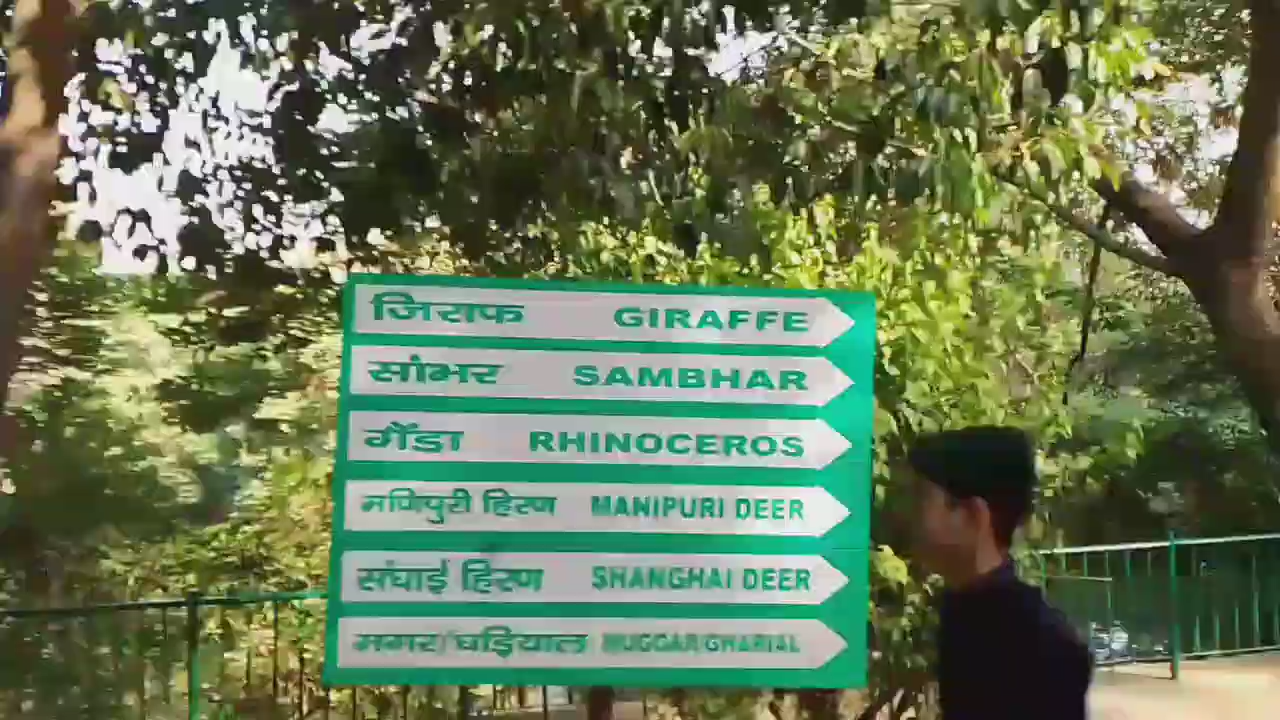 जिराफ GIRAFFE
सांभर SAMBHAR
गैंडा RHINOCEROS
मणिपुरी हिरण MANIPURI DEER
संघाई हिरण SHANGHAI DEER
मगर/घड़ियाल MUGGAR/GHARIAL